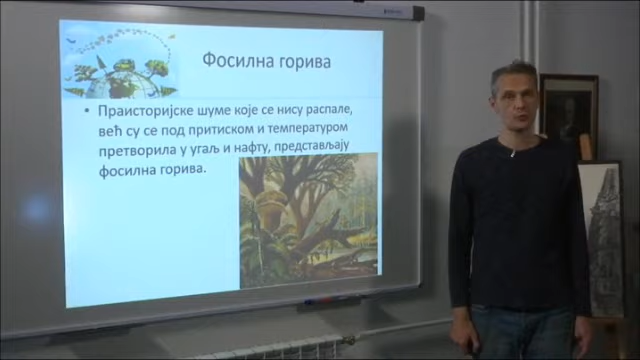 Фосилна горива
• Праисторијске шуме које се нису распале,
већ су се под притиском и температуром
претворила у угаљ и нафту, представљају
фосилна горива.